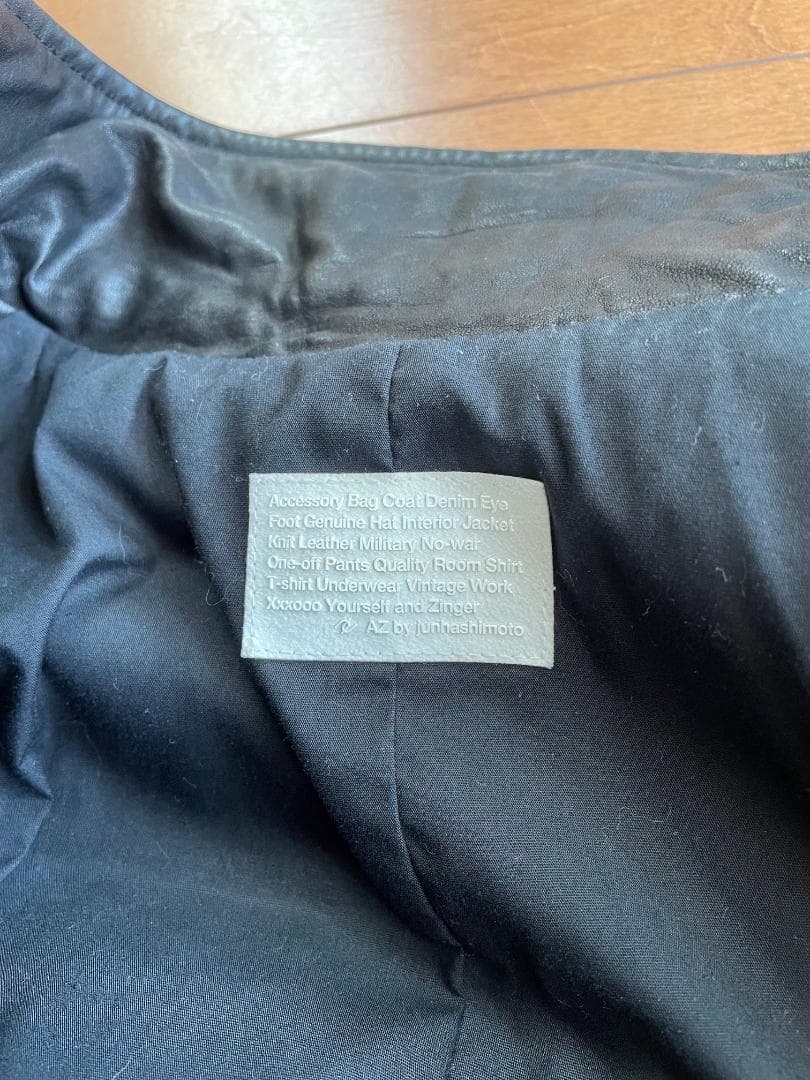 Accessory Bag Coat Denim Eye
Foot Genuine Hat Interior Jacket
Knit Leather Military No-war
One-off Pants Quality Room Shirt
T-shirt Underwear Vintage Work
Xxxooo Yourself and Zinger
AZ by junhashimoto